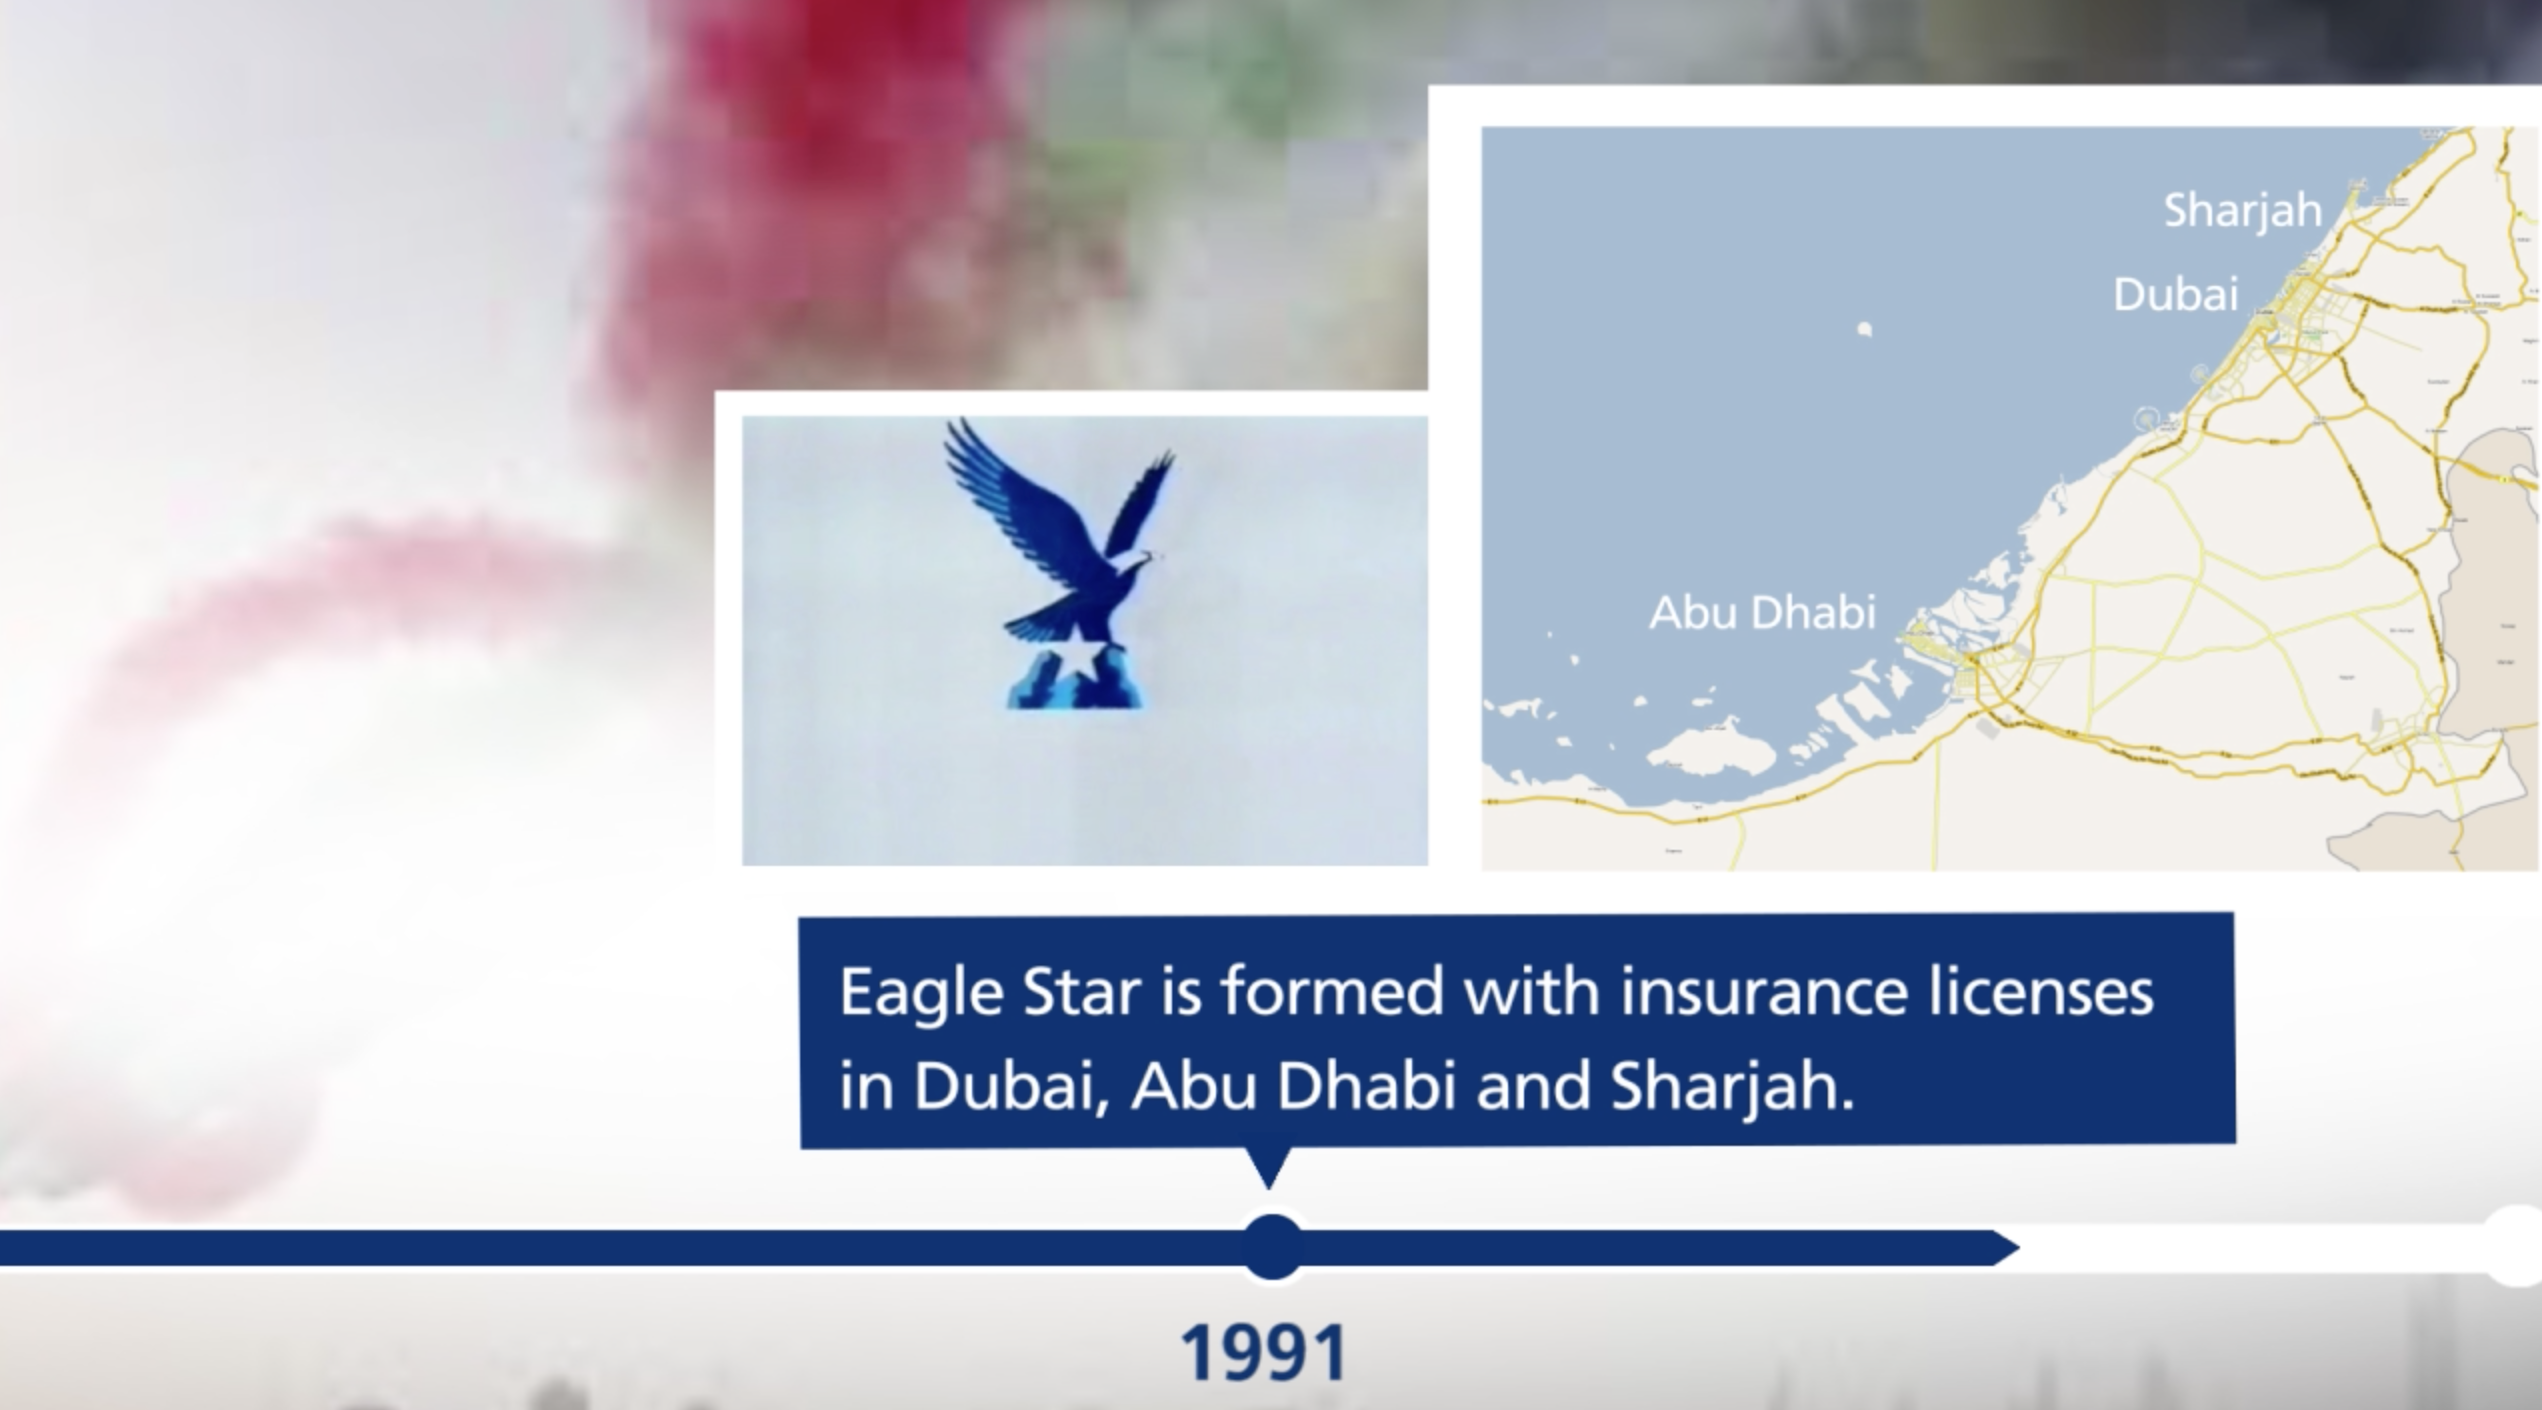 Sharjah
Dubai
Abu Dhabi
Eagle Star is formed with insurance licenses
in Dubai, Abu Dhabi and Sharjah.
1991